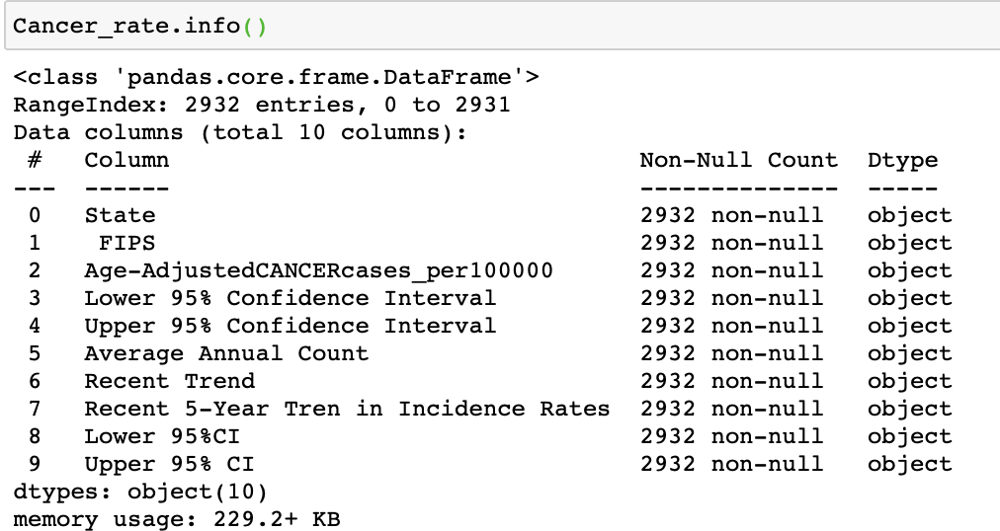 Cancer_rate.info()
<class 'pandas.core.frame.DataFrame'>
RangeIndex: 2932 entries, 0 to 2931
Data columns (total 10 columns):
 #   Column                                 Non-Null Count  Dtype
---  ------                                 --------------  -----
 0   State                                  2932 non-null   object
 1    FIPS                                  2932 non-null   object
 2   Age-AdjustedCANCERcases_per100000      2932 non-null   object
 3   Lower 95% Confidence Interval          2932 non-null   object
 4   Upper 95% Confidence Interval          2932 non-null   object
 5   Average Annual Count                   2932 non-null   object
 6   Recent Trend                           2932 non-null   object
 7   Recent 5-Year Tren in Incidence Rates  2932 non-null   object
 8   Lower 95%CI                            2932 non-null   object
 9   Upper 95% CI                           2932 non-null   object
dtypes: object(10)
memory usage: 229.2+ KB